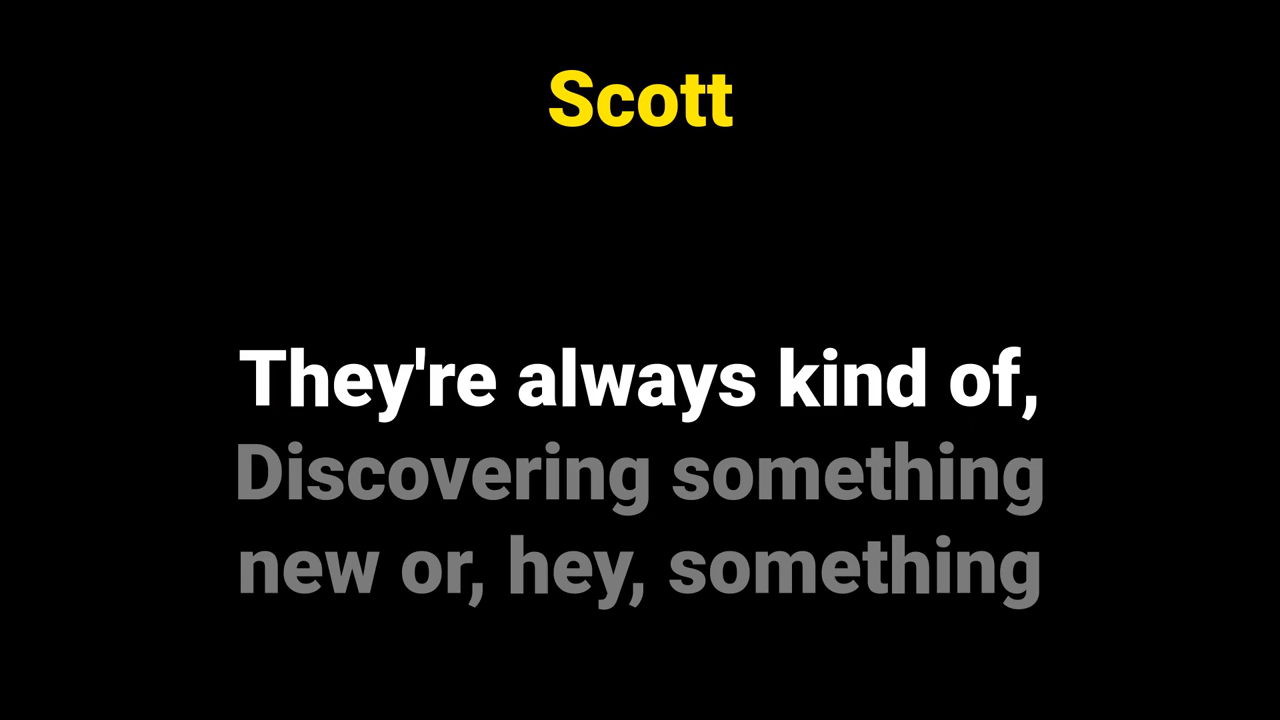 Scott
They're always kind of,
Discovering something
new or, hey, something